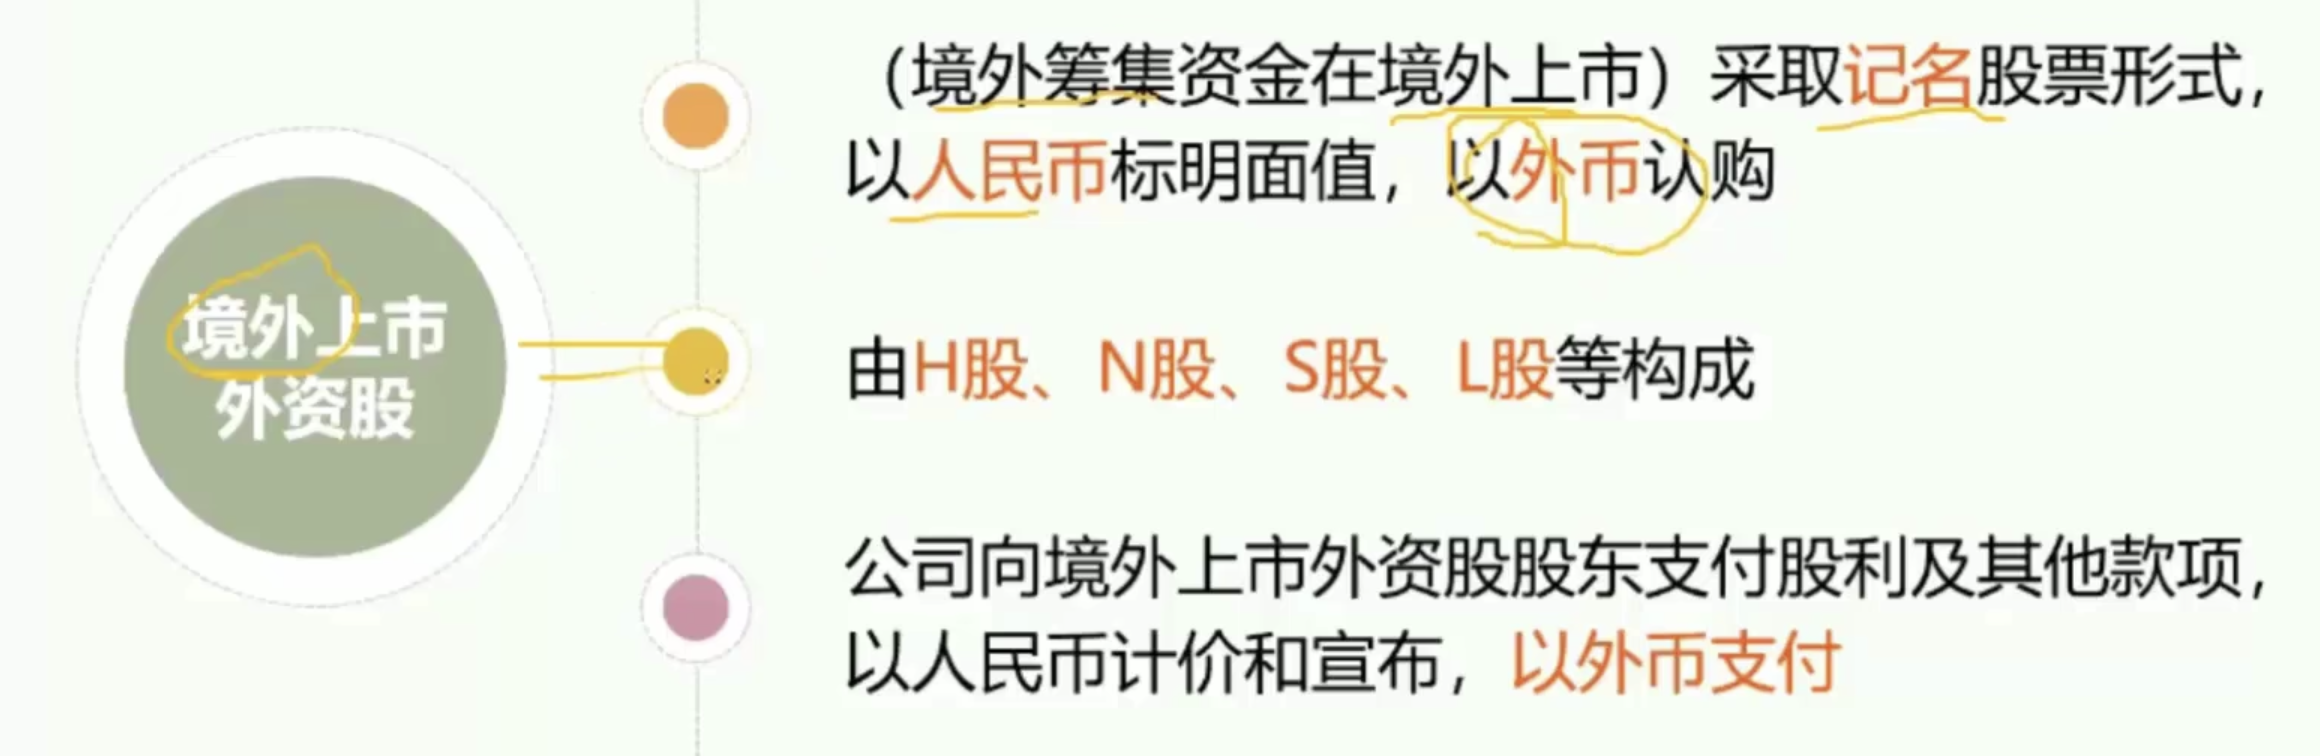 境外上市
外资股
（境外筹集资金在境外上市）采取记名股票形式，
以人民币标明面值，以外币认购
由H股、N股、S股、L股等构成
公司向境外上市外资股股东支付股利及其他款项，
以人民币计价和宣布，以外币支付